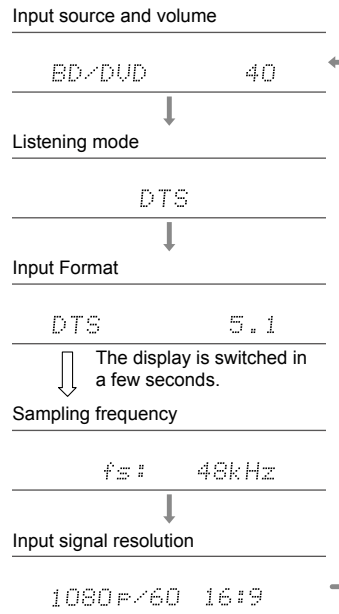 Input source and volume
BD/DVD 40
Listening mode
DTS
Input Format
DTS 5.1
The display is switched in
a few seconds.
Sampling frequency
fs: 48kHz
Input signal resolution
1080p/60 16:9